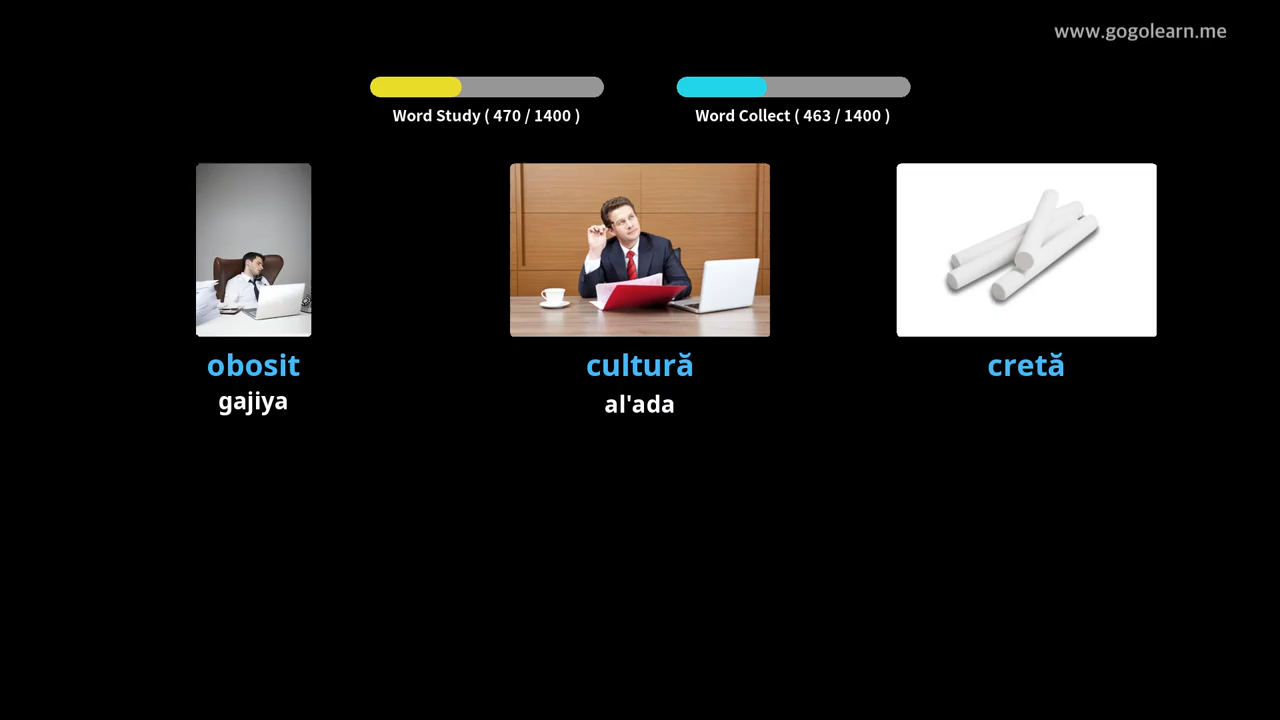 www.gogolearn.me
Word Study ( 470 / 1400 )
Word Collect ( 463 / 1400 )
obosit
gajiya
cultură
al'ada
cretă